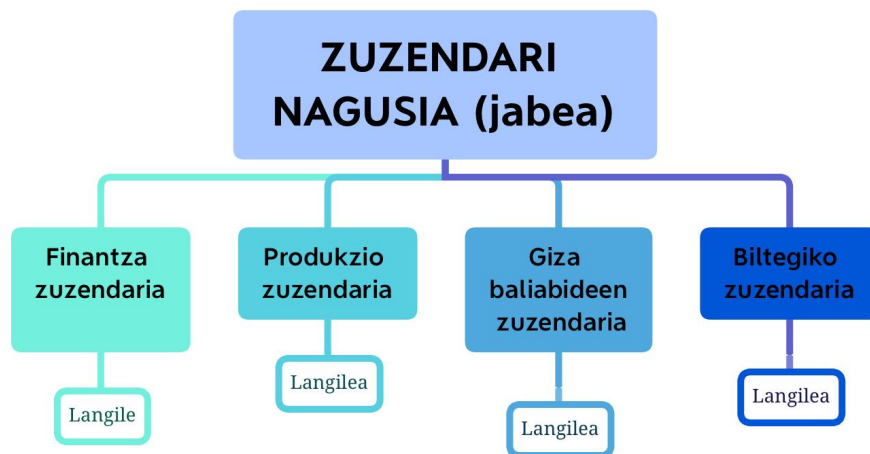 ZUZENDARI
NAGUSIA (jabea)
Finantza
zuzendaria
Produkzio
zuzendaria
Giza
baliabideen
zuzendaria
Biltegiko
zuzendaria
Langile
Langilea
Langilea
Langilea